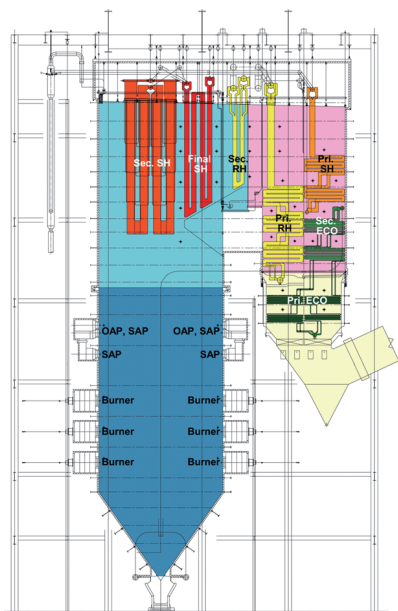 Sec. SH
Final
SH
Sec.
RH
Pri.
SH
Pri.
RH
Sec.
ECO
Pri. ECO
OAP, SAP
OAP, SAP
SAP
SAP
Burner
Burner
Burner
Burner
Burner
Burner